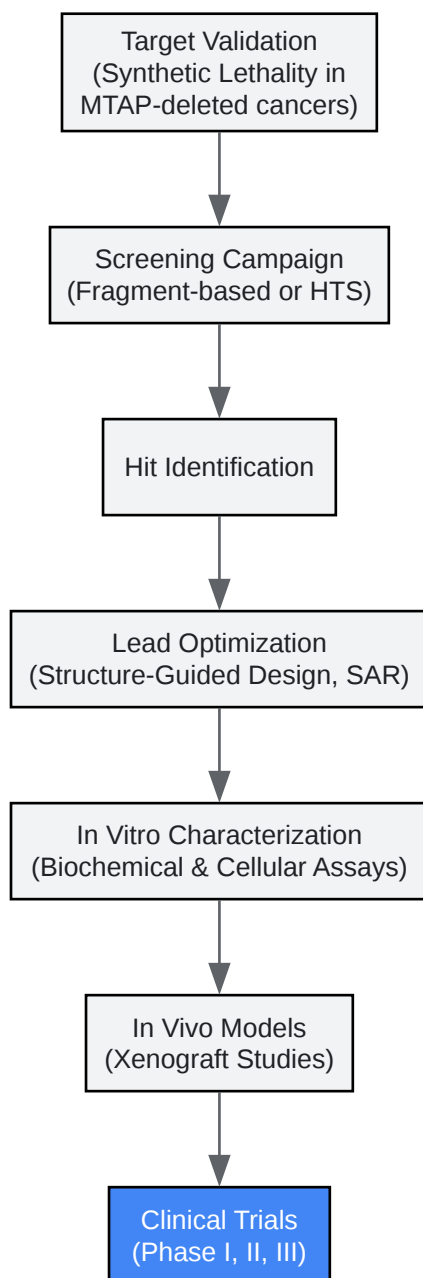 Target Validation
(Synthetic Lethality in
MTAP-deleted cancers)
Screening Campaign
(Fragment-based or HTS)
Hit Identification
Lead Optimization
(Structure-Guided Design, SAR)
In Vitro Characterization
(Biochemical & Cellular Assays)
In Vivo Models
(Xenograft Studies)
Clinical Trials
(Phase I, II, III)